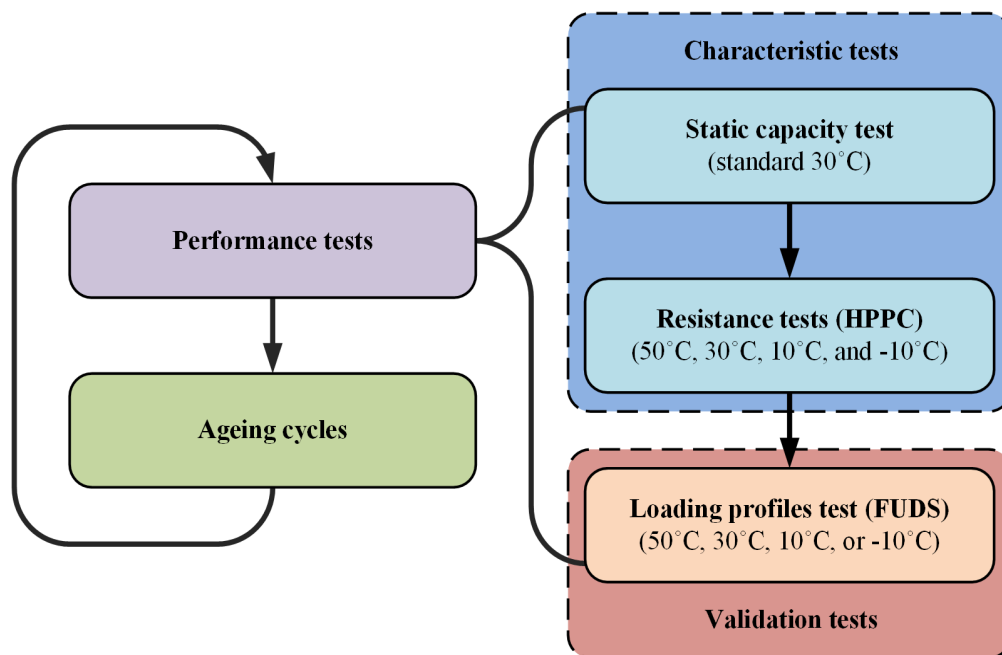 Characteristic tests
Static capacity test
(standard 30°C)
Performance tests
Resistance tests (HPPC)
(50°C, 30°C, 10°C, and -10°C)
Ageing cycles
Loading profiles test (FUDS)
(50°C, 30°C, 10°C, or -10°C)
Validation tests